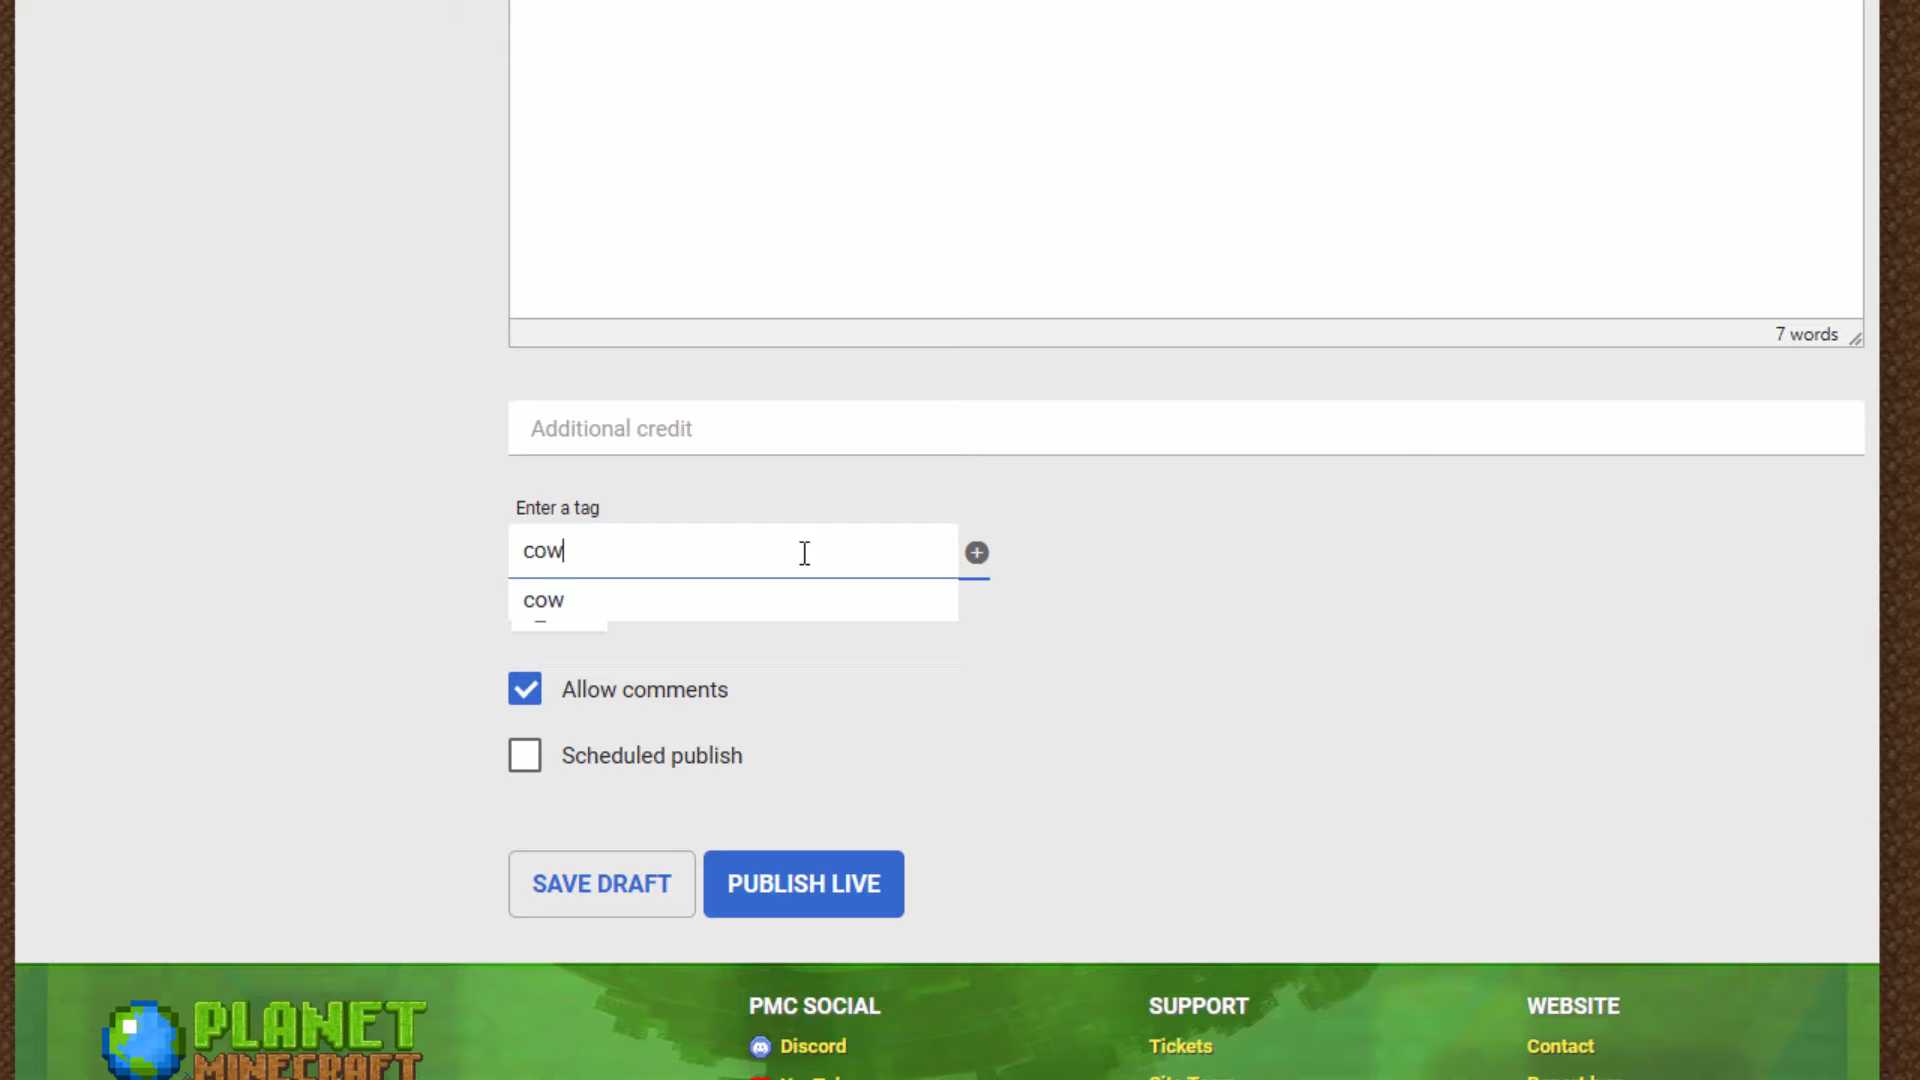 7 words
Additional credit
Enter a tag
cow
cow
Allow comments
Scheduled publish
SAVE DRAFT
PUBLISH LIVE
PLANET
MINECRAFT
PMC SOCIAL
Discord
SUPPORT
Tickets
WEBSITE
Contact